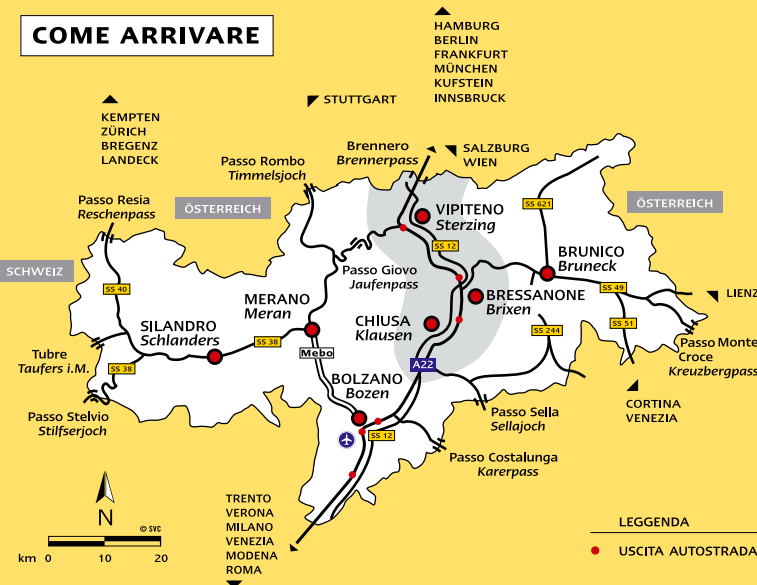 COME ARRIVARE
HAMBURG
BERLIN
FRANKFURT
MÜNCHEN
KUFSTEIN
INNSBRUCK
STUTTGART
KEMPTEN
ZÜRICH
BREGENZ
LANDECK
Brennero
Brennerpass
SALZBURG
WIEN
Passo Rombo
Timmelsjoch
Passo Resia
Reschenpass
ÖSTERREICH
ÖSTERREICH
SS 621
VIPITENO
Sterzing
SS 12
BRUNICO
Bruneck
SCHWEIZ
Passo Giovo
Jaufenpass
SS 40
SS 49
LIENZ
MERANO
Meran
BRESSANONE
Brixen
SILANDRO
Schlanders
CHIUSA
Klausen
SS 51
SS 244
SS 38
Passo Monte
Croce
Kreuzbergpass
Tubre
Taufers i.M.
Mebo
SS 38
A22
BOLZANO
Bozen
Passo Stelvio
Stilfserjoch
CORTINA
VENEZIA
Passo Sella
Sellajoch
SS 12
Passo Costalunga
Karerpass
N
© SVC
km 0 10 20
TRENTO
VERONA
MILANO
VENEZIA
MODENA
ROMA
LEGGENDA
USCITA AUTOSTRADA